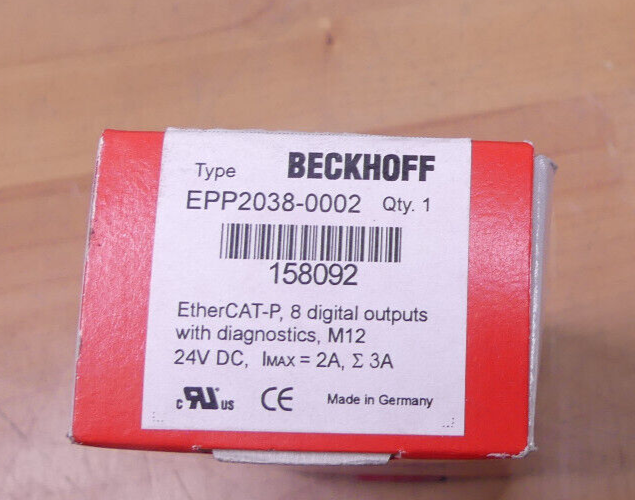 Type BECKHOFF
EPP2038-0002 Qty. 1
158092
EtherCAT-P, 8 digital outputs
with diagnostics, M12
24V DC, IMAX = 2A, Σ 3A
c RU US CE Made in Germany